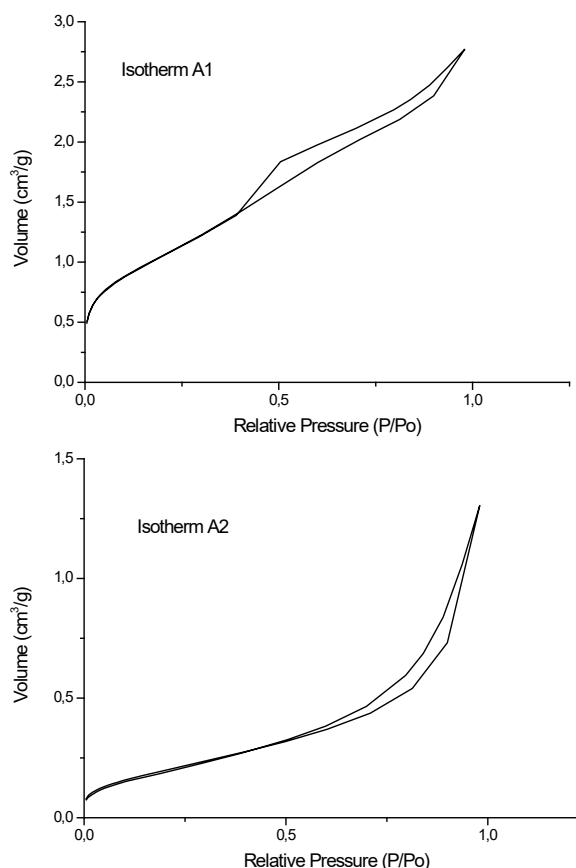 3,0
Isotherm A1
2,5
2,0
1,5
1,0
0,5
0,0
Volume (cm³/g)
0,0 0,5 1,0
Relative Pressure (P/Po)
1,5
Isotherm A2
1,0
0,5
0,0
Volume (cm³/g)
0,0 0,5 1,0
Relative Pressure (P/Po)